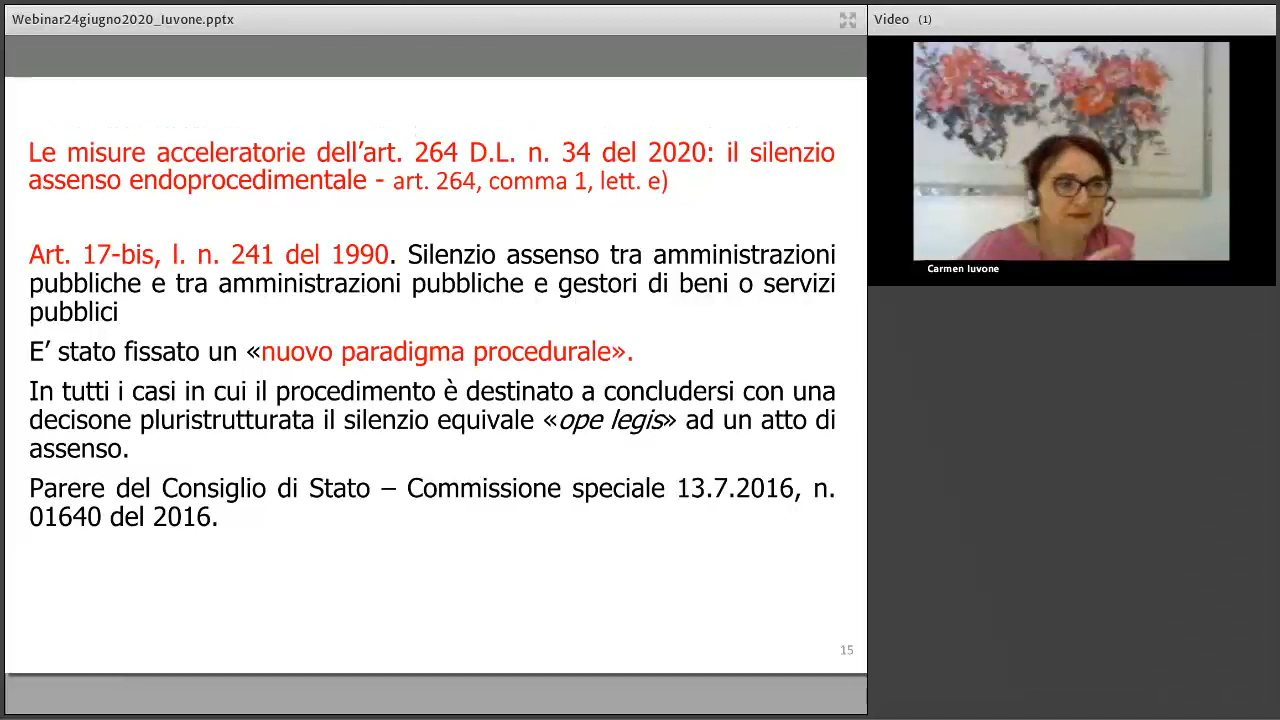 Webinar24giugno2020_Iuvone.pptx
Video (1)
Le misure acceleratorie dell'art. 264 D.L. n. 34 del 2020: il silenzio
assenso endoprocedimentale - art. 264, comma 1, lett. e)
Art. 17-bis, l. n. 241 del 1990. Silenzio assenso tra amministrazioni
pubbliche e tra amministrazioni pubbliche e gestori di beni o servizi
pubblici
E' stato fissato un «nuovo paradigma procedurale».
In tutti i casi in cui il procedimento è destinato a concludersi con una
decisone pluristrutturata il silenzio equivale «ope legis» ad un atto di
assenso.
Parere del Consiglio di Stato – Commissione speciale 13.7.2016, n.
01640 del 2016.
15
Carmen Iuvone